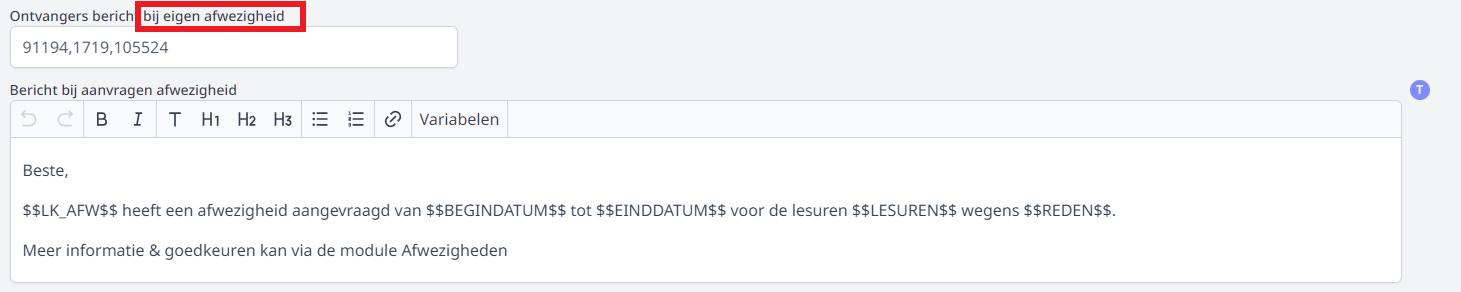 Ontvangers bericht bij eigen afwezigheid
91194,1719,105524
Bericht bij aanvragen afwezigheid
T
B I T H1 H2 H3 Variabelen
Beste,
$$LK_AFW$$ heeft een afwezigheid aangevraagd van $$BEGINDATUM$$ tot $$EINDDATUM$$ voor de lesuren $$LESUREN$$ wegens $$REDEN$$.
Meer informatie & goedkeuren kan via de module Afwezigheden